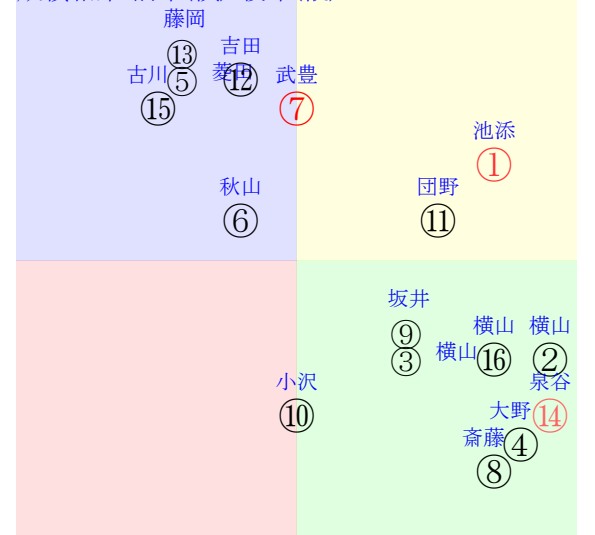 藤岡
⑬
吉田
古川
⑤
⑫
武豊
⑮
⑦
池添
①
秋山
⑥
団野
⑪
坂井
⑨
③
横山
横山
⑯
横山
②
小沢
⑩
泉谷
⑭
大野
④
斎藤
⑧